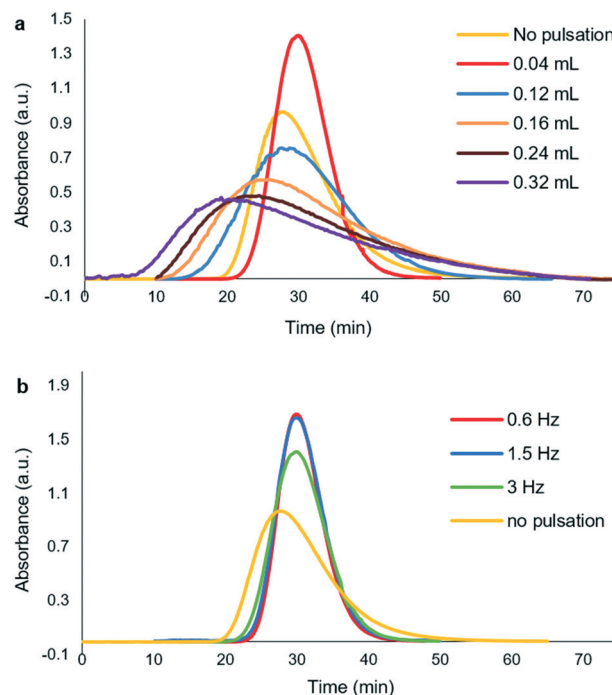 a
1.5
1.3
1.1
0.9
0.7
0.5
0.3
0.1
-0.1
Absorbance (a.u.)
No pulsation
0.04 mL
0.12 mL
0.16 mL
0.24 mL
0.32 mL
0 10 20 30 40 50 60 70
Time (min)
b
1.9
1.5
1.1
0.7
0.3
-0.1
Absorbance (a.u.)
0.6 Hz
1.5 Hz
3 Hz
no pulsation
0 10 20 30 40 50 60 70
Time (min)